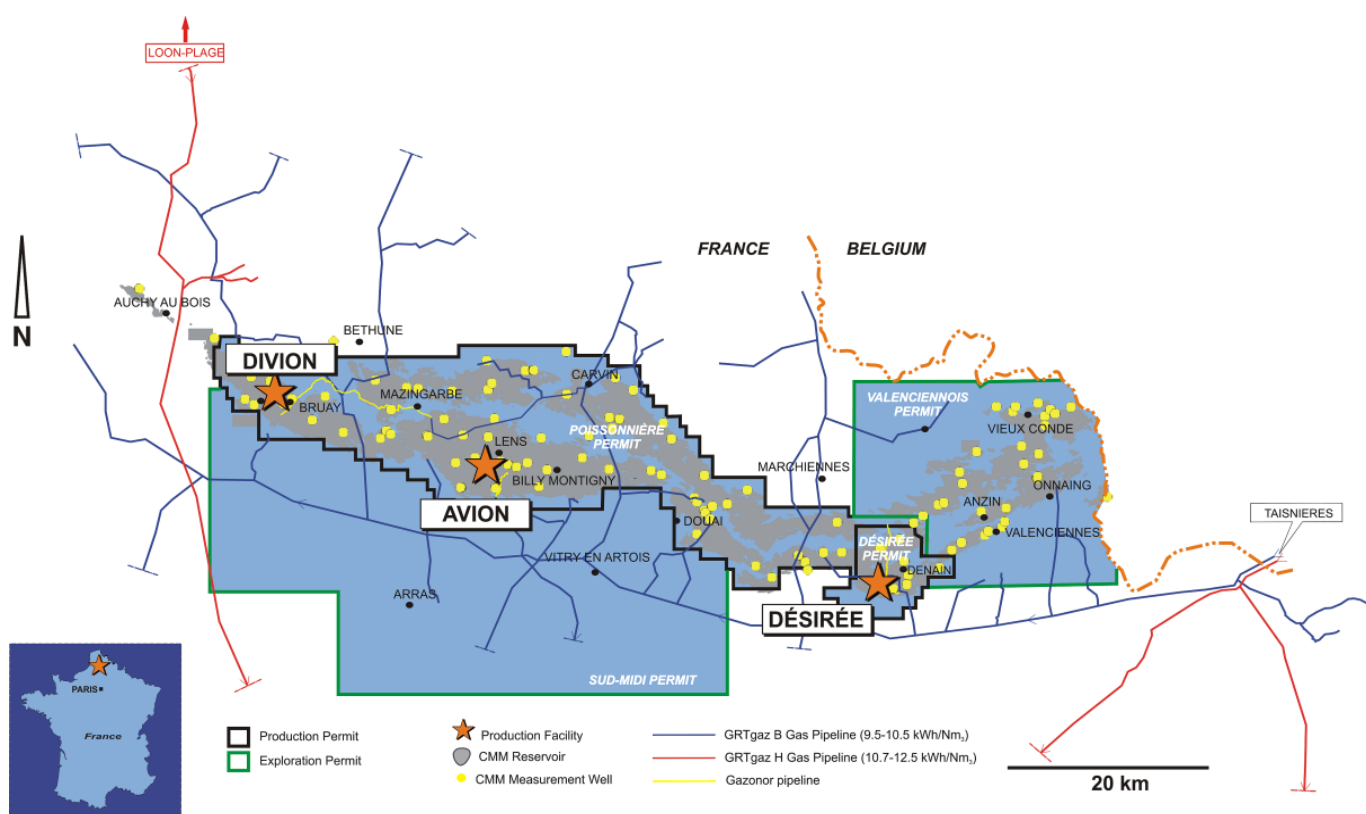 LOON-PLAGE
FRANCE
BELGIUM
N
AUCHY AU BOIS
BETHUNE
DIVION
BRUAY
MAZINGARBE
CARVIN
VALENCIENNOIS
PERMIT
VIEUX CONDE
POISSONNIÈRE
PERMIT
LENS
BILLY MONTIGNY
MARCHIENNES
ONNAING
AVION
ANZIN
TAISNIERES
DOUAI
VALENCIENNES
DÉSIRÉE
PERMIT
VITRY EN ARTOIS
DENAIN
ARRAS
DÉSIRÉE
SUD-MIDI PERMIT
PARIS
France
Production Permit
Exploration Permit
Production Facility
CMM Reservoir
CMM Measurement Well
GRTgaz B Gas Pipeline (9.5-10.5 kWh/Nm₃)
GRTgaz H Gas Pipeline (10.7-12.5 kWh/Nm₃)
Gazonor pipeline
20 km